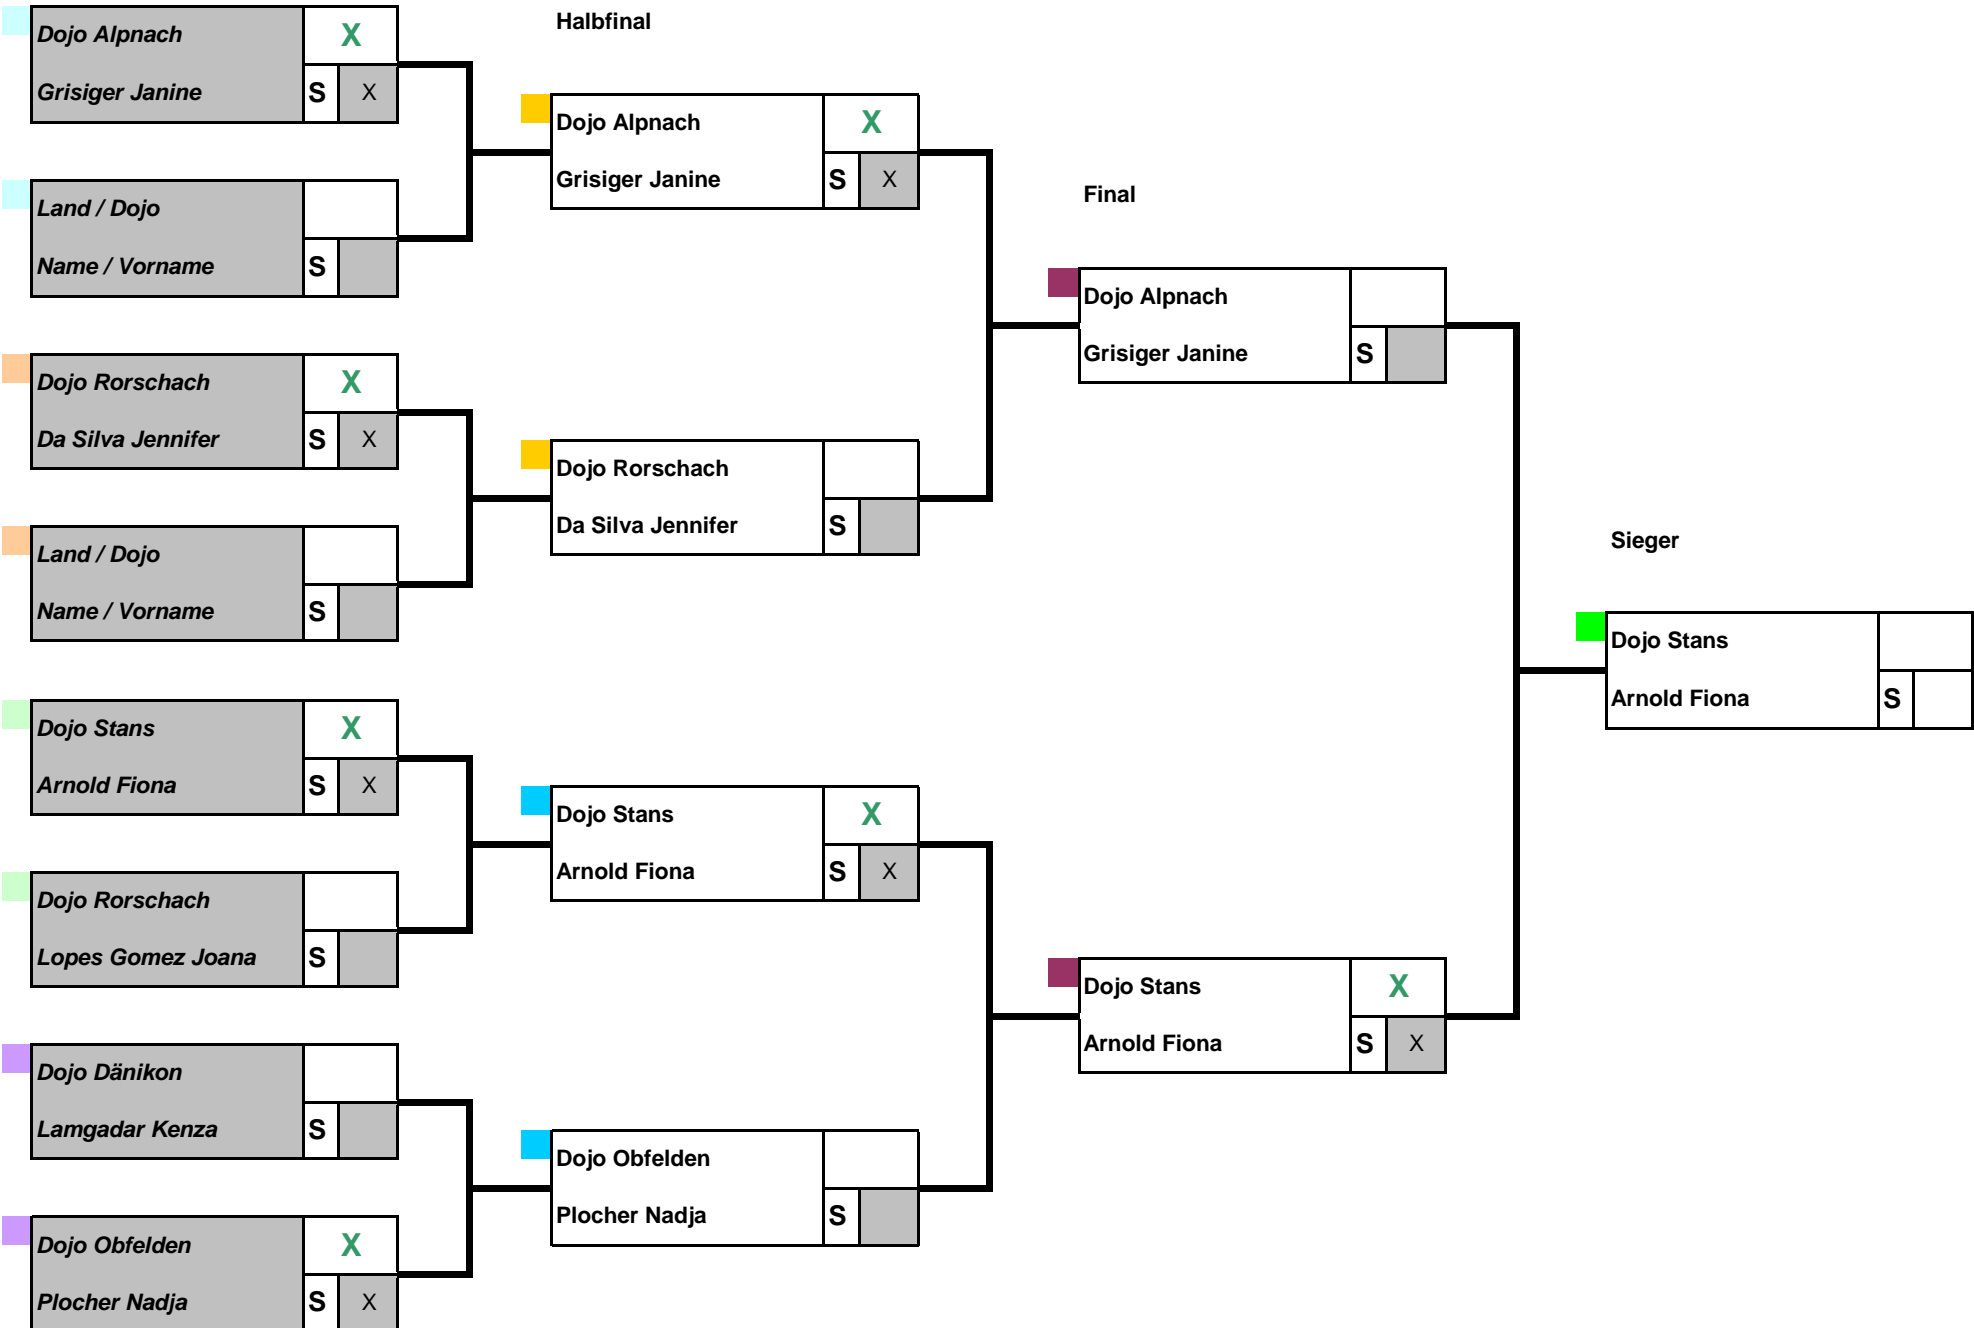 Dojo Alpnach X
Grisiger Janine S X
Land / Dojo
Name / Vorname S
Dojo Rorschach X
Da Silva Jennifer S X
Land / Dojo
Name / Vorname S
Dojo Stans X
Arnold Fiona S X
Dojo Rorschach
Lopes Gomez Joana S
Dojo Dänikon
Lamgadar Kenza S
Dojo Obfelden X
Plocher Nadja S X
Halbfinal
Dojo Alpnach X
Grisiger Janine S X
Dojo Rorschach
Da Silva Jennifer S
Dojo Stans X
Arnold Fiona S X
Dojo Obfelden
Plocher Nadja S
Final
Dojo Alpnach
Grisiger Janine S
Dojo Stans X
Arnold Fiona S X
Sieger
Dojo Stans
Arnold Fiona S